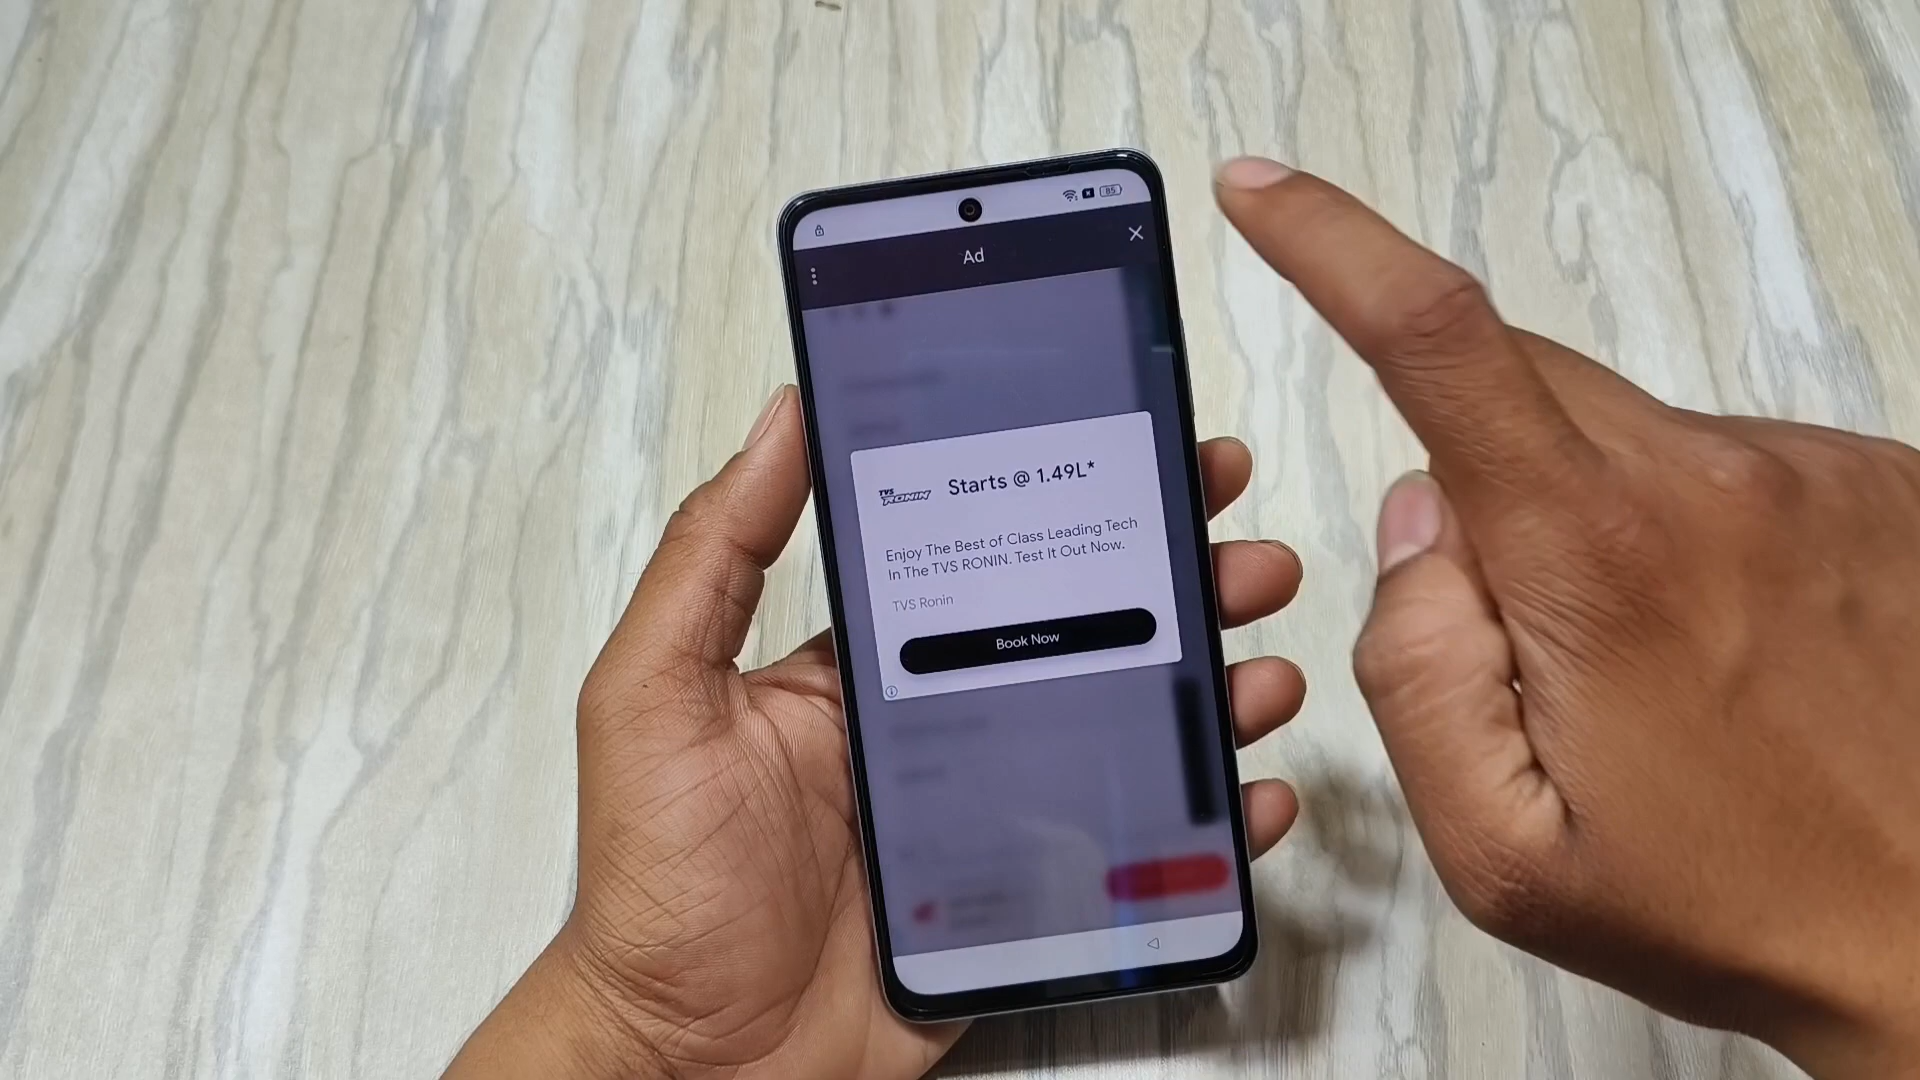 85
Ad
TVS
RONIN
Starts @ 1.49L*
Enjoy The Best of Class Leading Tech
In The TVS RONIN. Test It Out Now.
TVS Ronin
Book Now